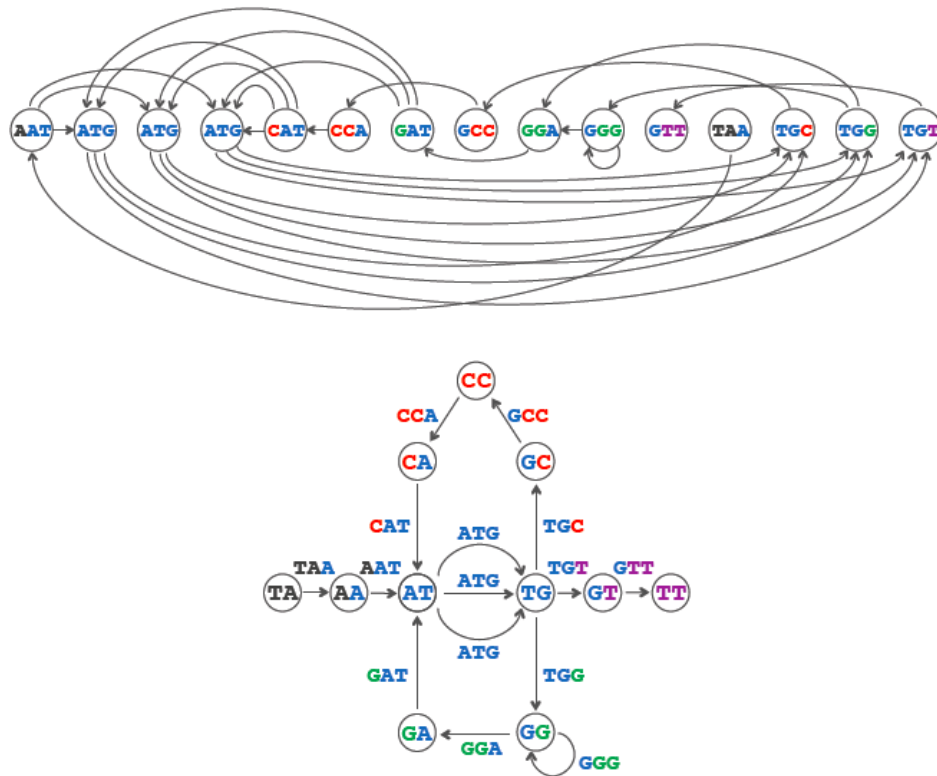 AAT ATG ATG ATG CAT CCA GAT GCC GGA GGG GTT TAA TGC TGG TGT
CC
CCA GCC
CA GC
CAT TGC
ATG
TAA AAT ATG TGT GTT
TA AA AT TG GT TT
ATG
GAT TGG
GA GGA GG GGG